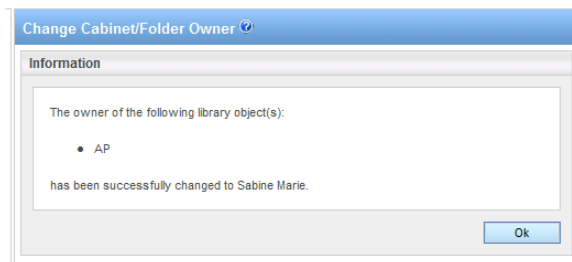 Change Cabinet/Folder Owner ?
Information
The owner of the following library object(s):
• AP
has been successfully changed to Sabine Marie.
Ok